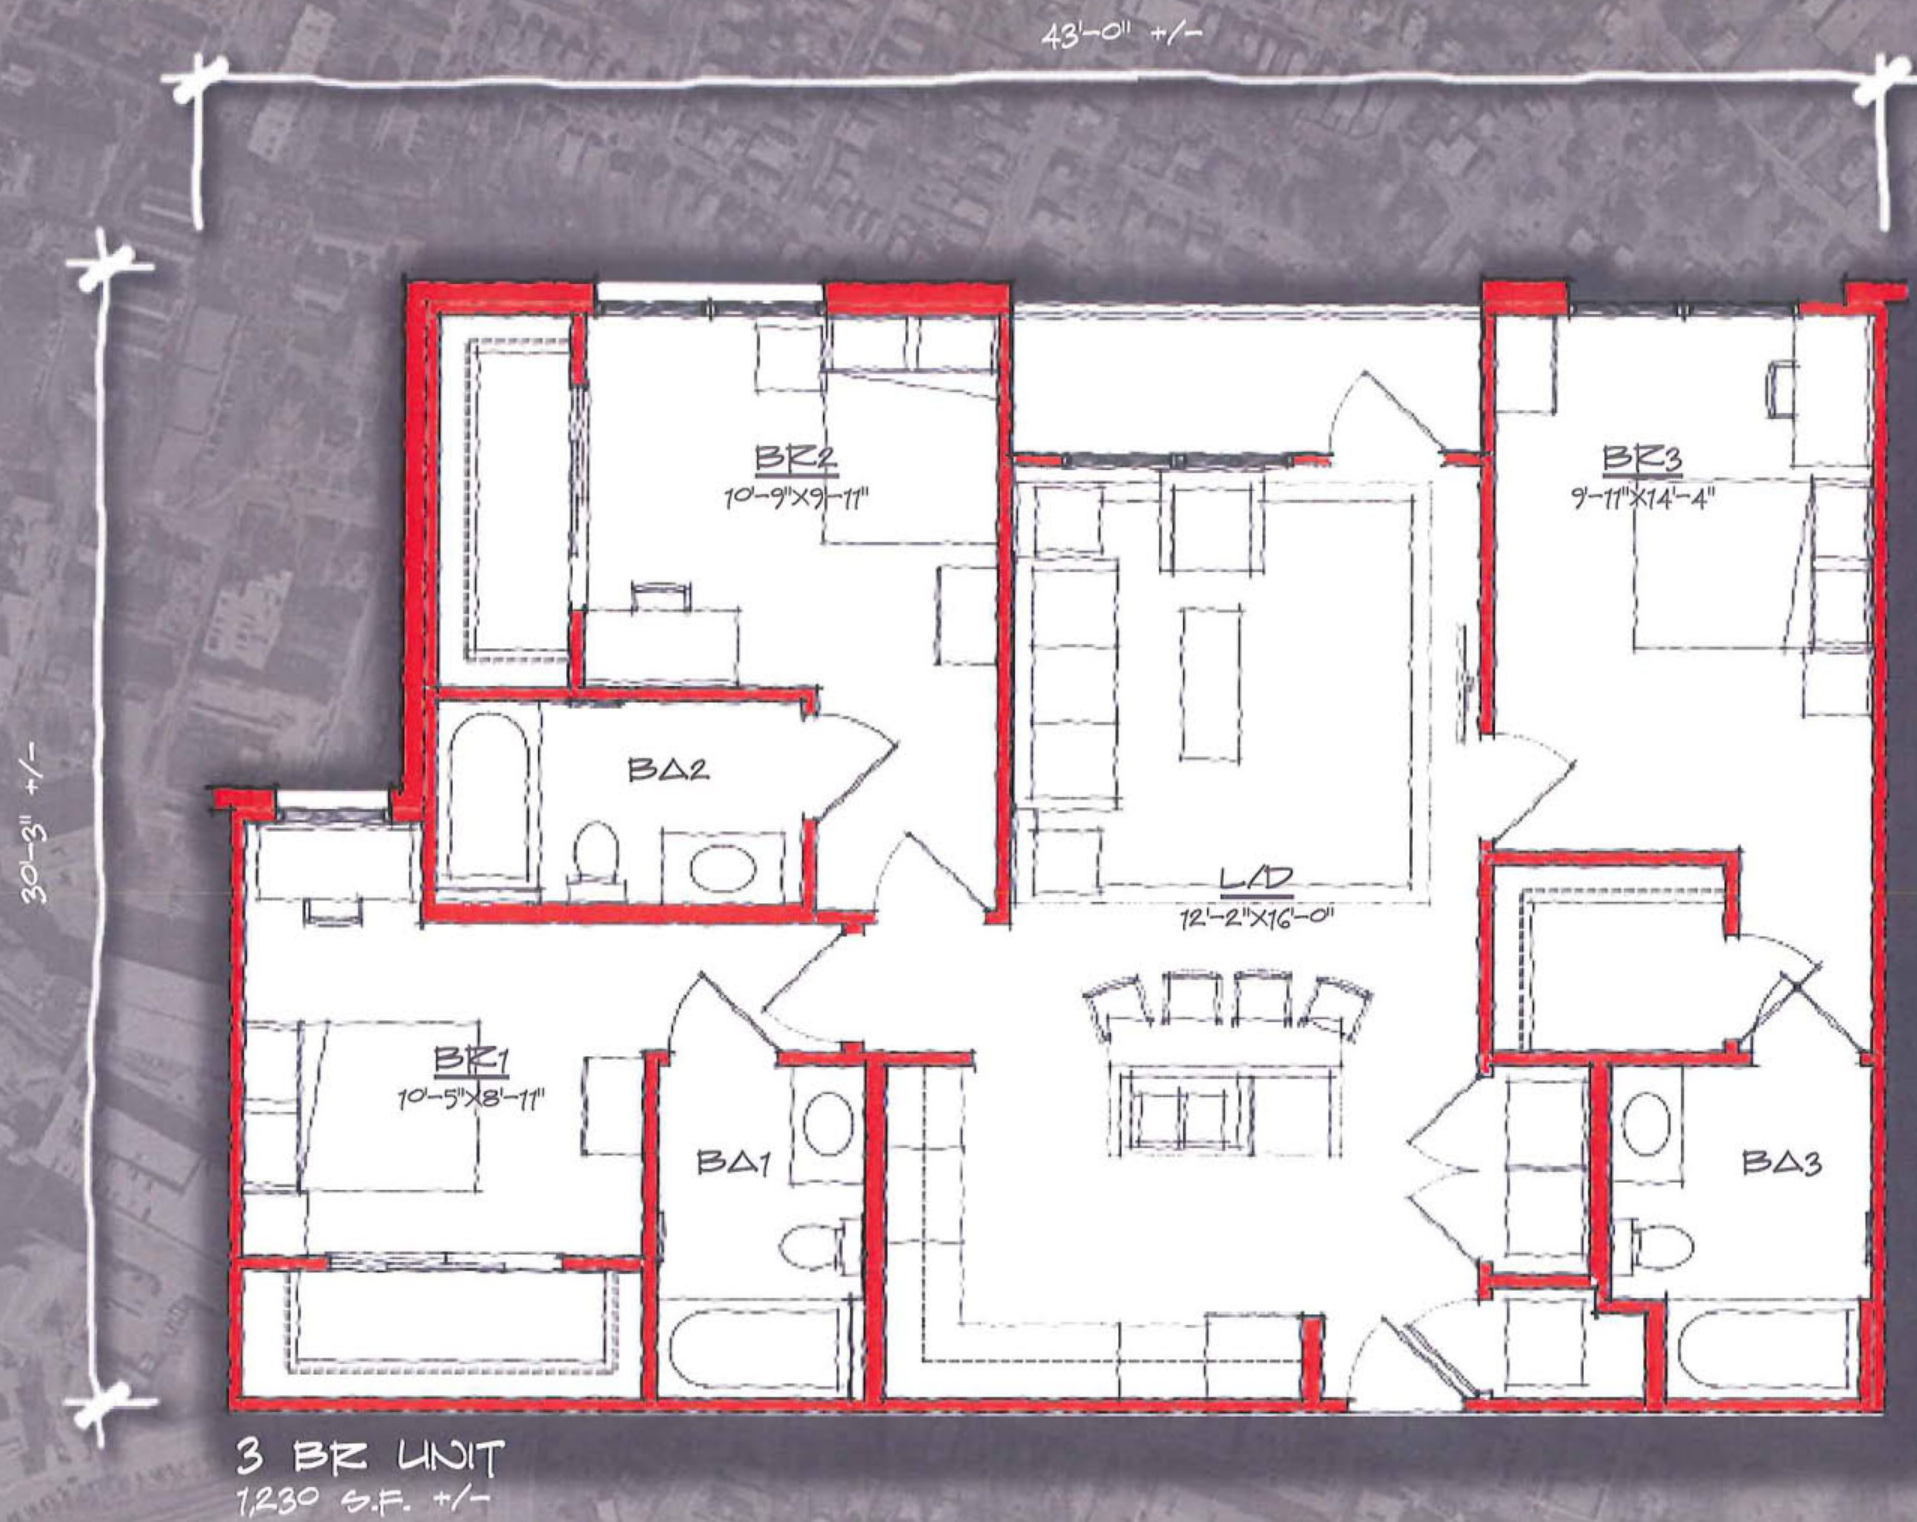 43'-0" +/-
30'-3" +/-
BR2
10'-9"X9'-11"
BR3
9'-11"X14'-4"
BA2
L/D
12'-2"X16'-0"
BR1
10'-5"X8'-11"
BA1
BA3
3 BR UNIT
1,230 S.F. +/-